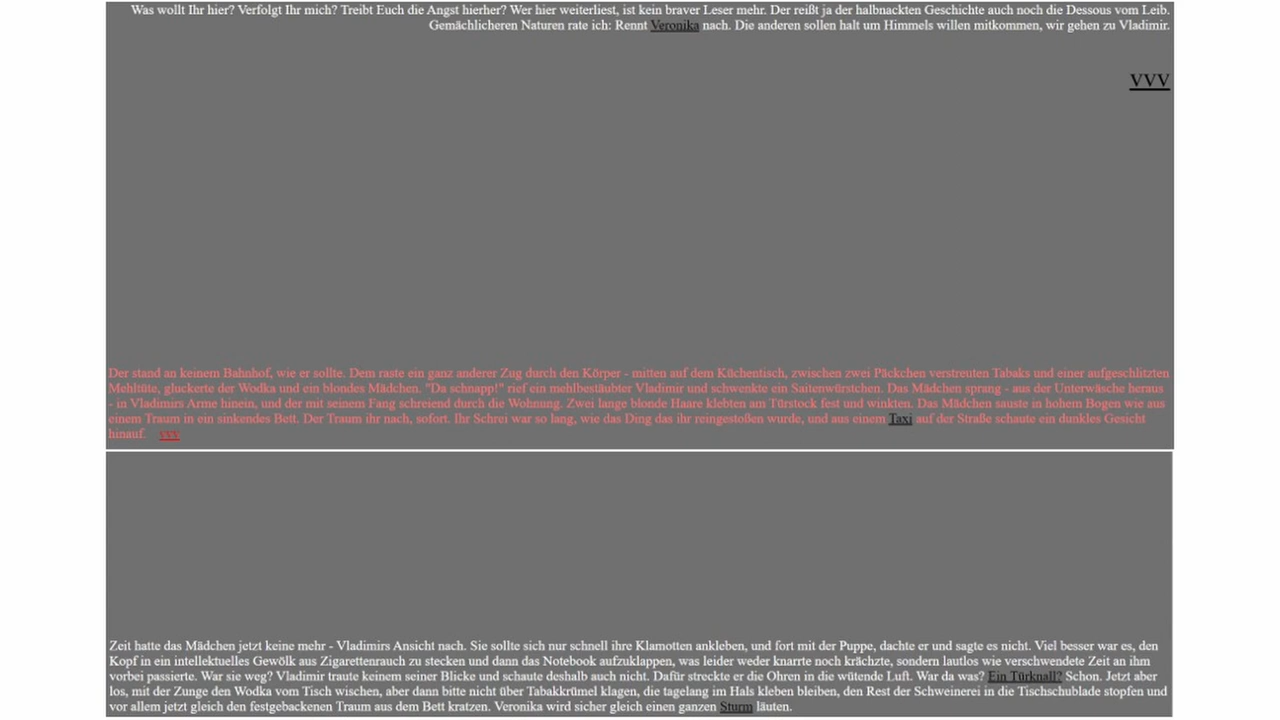 Was wollt Ihr hier? Verfolgt Ihr mich? Treibt Euch die Angst hierher? Wer hier weiterliest, ist kein braver Leser mehr. Der reißt ja der halbnackten Geschichte auch noch die Dessous vom Leib.
Gemächlicheren Naturen rate ich: Rennt Veronika nach. Die anderen sollen halt um Himmels willen mitkommen, wir gehen zu Vladimir.
VVV
Der stand an keinem Bahnhof, wie er sollte. Dem raste ein ganz anderer Zug durch den Körper - mitten auf dem Küchentisch, zwischen zwei Päckchen verstreuten Tabaks und einer aufgeschlitzten
Mehltüte, gluckerte der Wodka und ein blondes Mädchen. "Da schnapp!" rief ein mehlbestäubter Vladimir und schwenkte ein Saitenwürstchen. Das Mädchen sprang - aus der Unterwäsche heraus
- in Vladimirs Arme hinein, und der mit seinem Fang schreiend durch die Wohnung. Zwei lange blonde Haare klebten am Türstock fest und winkten. Das Mädchen sauste in hohem Bogen wie aus
einem Traum in ein sinkendes Bett. Der Traum ihr nach, sofort. Ihr Schrei war so lang, wie das Ding das ihr reingestoßen wurde, und aus einem Taxi auf der Straße schaute ein dunkles Gesicht
hinauf. vvv
Zeit hatte das Mädchen jetzt keine mehr - Vladimirs Ansicht nach. Sie sollte sich nur schnell ihre Klamotten ankleben, und fort mit der Puppe, dachte er und sagte es nicht. Viel besser war es, den
Kopf in ein intellektuelles Gewölk aus Zigarettenrauch zu stecken und dann das Notebook aufzuklappen, was leider weder knarrte noch krächzte, sondern lautlos wie verschwendete Zeit an ihm
vorbei passierte. War sie weg? Vladimir traute keinem seiner Blicke und schaute deshalb auch nicht. Dafür streckte er die Ohren in die wütende Luft. War da was? Ein Türknall? Schon. Jetzt aber
los, mit der Zunge den Wodka vom Tisch wischen, aber dann bitte nicht über Tabakkrümel klagen, die tagelang im Hals kleben bleiben, den Rest der Schweinerei in die Tischschublade stopfen und
vor allem jetzt gleich den festgebackenen Traum aus dem Bett kratzen. Veronika wird sicher gleich einen ganzen Sturm läuten.